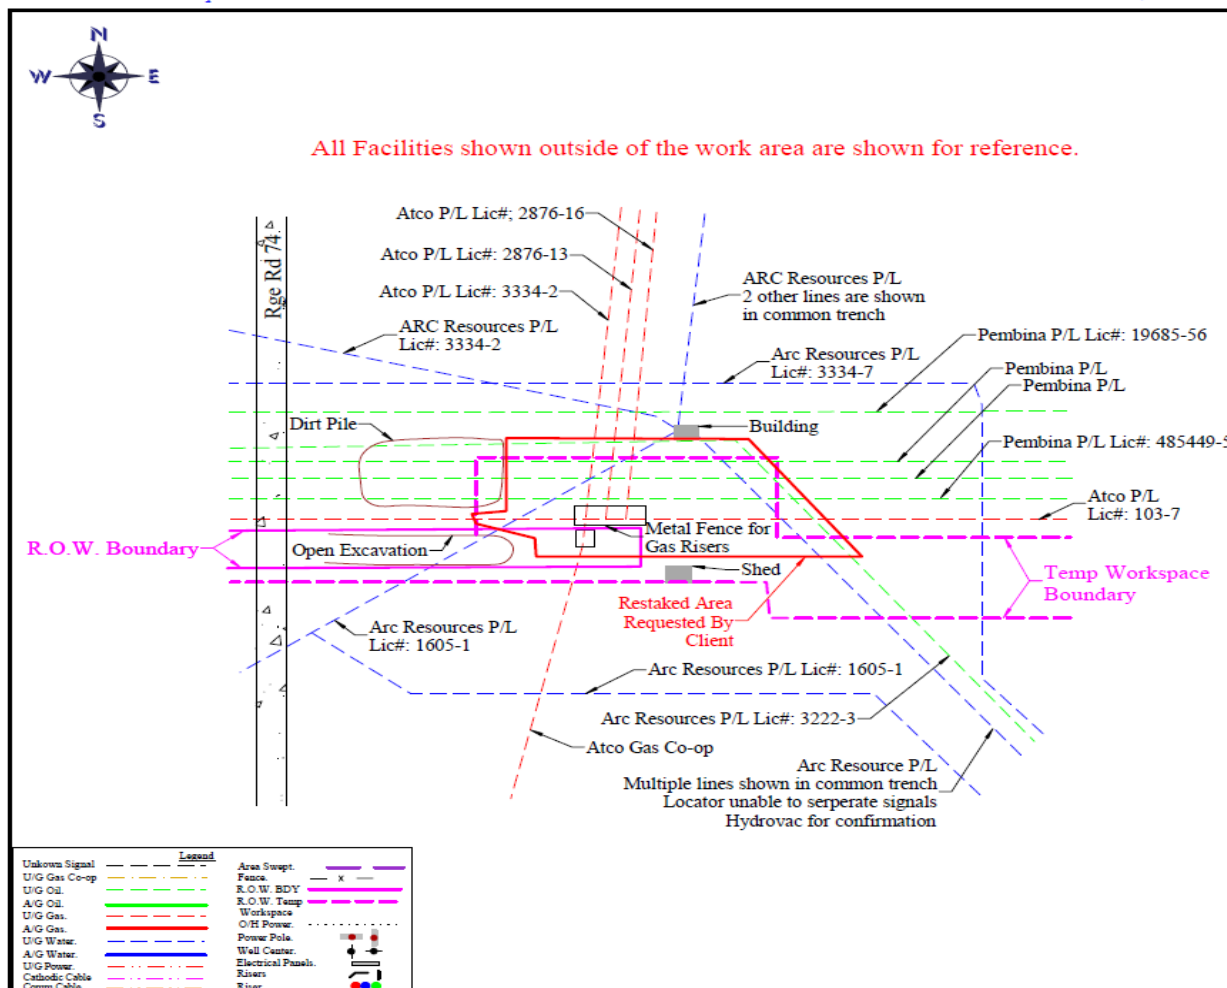 N
W E
S
All Facilities shown outside of the work area are shown for reference.
Rge Rd 74.
Atco P/L Lic#; 2876-16
Atco P/L Lic#: 2876-13
Atco P/L Lic#: 3334-2
ARC Resources P/L
Lic#: 3334-2
ARC Resources P/L
2 other lines are shown
in common trench
Pembina P/L Lic#: 19685-56
Arc Resources P/L
Lic#: 3334-7
Pembina P/L
Pembina P/L
Dirt Pile
Building
Pembina P/L Lic#: 485449-5
Atco P/L
Lic#: 103-7
R.O.W. Boundary
Open Excavation
Metal Fence for
Gas Risers
Shed
Temp Workspace
Boundary
Restaked Area
Requested By
Client
Arc Resources P/L
Lic#: 1605-1
Arc Resources P/L Lic#: 1605-1
Arc Resources P/L Lic#: 3222-3
Atco Gas Co-op
Arc Resource P/L
Multiple lines shown in common trench
Locator unable to serperate signals
Hydrovac for confirmation
Legend
Unkown Signal
U/G Gas Co-op
U/G Oil.
A/G Oil.
U/G Gas.
A/G Gas.
U/G Water.
A/G Water.
U/G Power.
Cathodic Cable
Comm Cable
Area Swept.
Fence. x
R.O.W. BDY
R.O.W. Temp
Workspace
O/H Power.
Power Pole.
Well Center.
Electrical Panels.
Risers
Riser